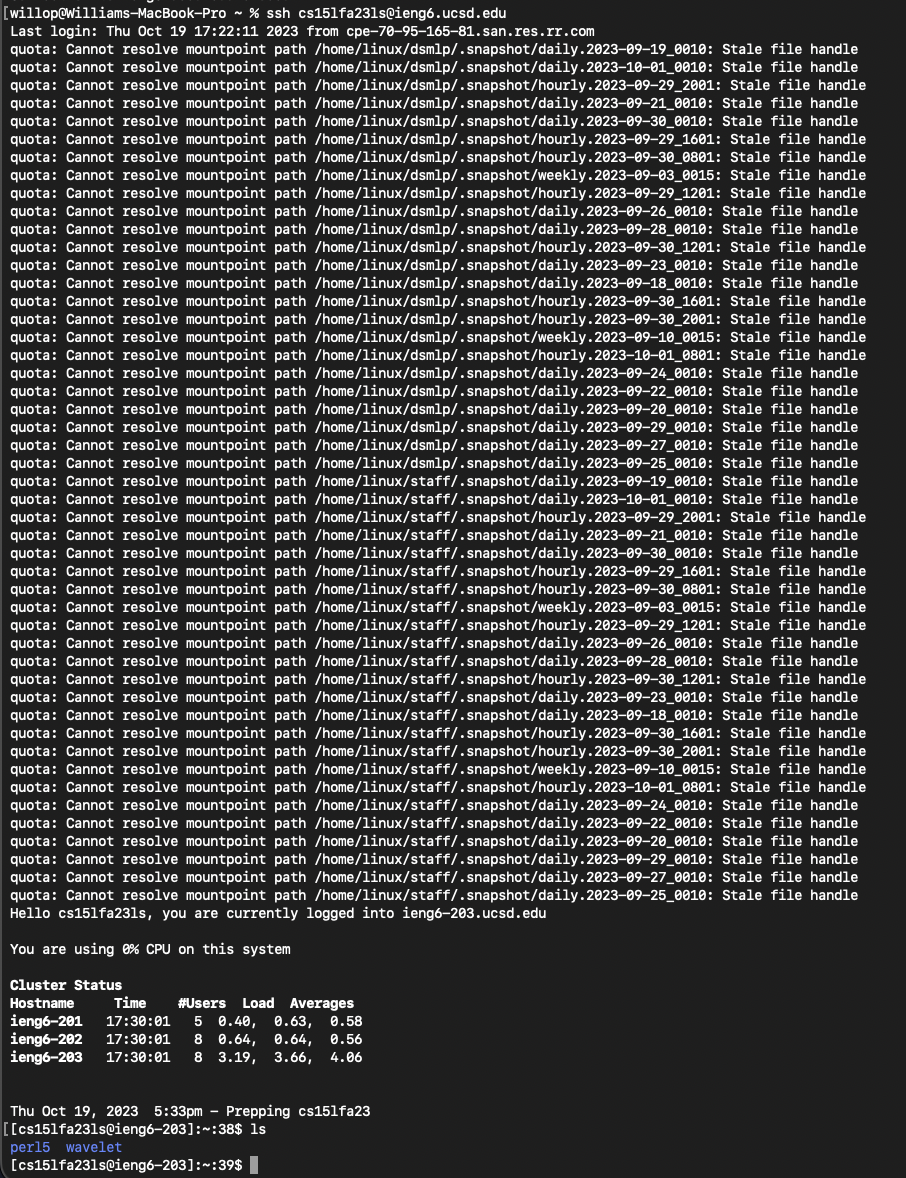 [willop@Williams-MacBook-Pro ~ % ssh cs15lfa23ls@ieng6.ucsd.edu
Last login: Thu Oct 19 17:22:11 2023 from cpe-70-95-165-81.san.res.rr.com
quota: Cannot resolve mountpoint path /home/linux/dsmlp/.snapshot/daily.2023-09-19_0010: Stale file handle
quota: Cannot resolve mountpoint path /home/linux/dsmlp/.snapshot/daily.2023-10-01_0010: Stale file handle
quota: Cannot resolve mountpoint path /home/linux/dsmlp/.snapshot/hourly.2023-09-29_2001: Stale file handle
quota: Cannot resolve mountpoint path /home/linux/dsmlp/.snapshot/daily.2023-09-21_0010: Stale file handle
quota: Cannot resolve mountpoint path /home/linux/dsmlp/.snapshot/daily.2023-09-30_0010: Stale file handle
quota: Cannot resolve mountpoint path /home/linux/dsmlp/.snapshot/hourly.2023-09-29_1601: Stale file handle
quota: Cannot resolve mountpoint path /home/linux/dsmlp/.snapshot/hourly.2023-09-30_0801: Stale file handle
quota: Cannot resolve mountpoint path /home/linux/dsmlp/.snapshot/weekly.2023-09-03_0015: Stale file handle
quota: Cannot resolve mountpoint path /home/linux/dsmlp/.snapshot/hourly.2023-09-29_1201: Stale file handle
quota: Cannot resolve mountpoint path /home/linux/dsmlp/.snapshot/daily.2023-09-26_0010: Stale file handle
quota: Cannot resolve mountpoint path /home/linux/dsmlp/.snapshot/daily.2023-09-28_0010: Stale file handle
quota: Cannot resolve mountpoint path /home/linux/dsmlp/.snapshot/hourly.2023-09-30_1201: Stale file handle
quota: Cannot resolve mountpoint path /home/linux/dsmlp/.snapshot/daily.2023-09-23_0010: Stale file handle
quota: Cannot resolve mountpoint path /home/linux/dsmlp/.snapshot/daily.2023-09-18_0010: Stale file handle
quota: Cannot resolve mountpoint path /home/linux/dsmlp/.snapshot/hourly.2023-09-30_1601: Stale file handle
quota: Cannot resolve mountpoint path /home/linux/dsmlp/.snapshot/hourly.2023-09-30_2001: Stale file handle
quota: Cannot resolve mountpoint path /home/linux/dsmlp/.snapshot/weekly.2023-09-10_0015: Stale file handle
quota: Cannot resolve mountpoint path /home/linux/dsmlp/.snapshot/hourly.2023-10-01_0801: Stale file handle
quota: Cannot resolve mountpoint path /home/linux/dsmlp/.snapshot/daily.2023-09-24_0010: Stale file handle
quota: Cannot resolve mountpoint path /home/linux/dsmlp/.snapshot/daily.2023-09-22_0010: Stale file handle
quota: Cannot resolve mountpoint path /home/linux/dsmlp/.snapshot/daily.2023-09-20_0010: Stale file handle
quota: Cannot resolve mountpoint path /home/linux/dsmlp/.snapshot/daily.2023-09-29_0010: Stale file handle
quota: Cannot resolve mountpoint path /home/linux/dsmlp/.snapshot/daily.2023-09-27_0010: Stale file handle
quota: Cannot resolve mountpoint path /home/linux/dsmlp/.snapshot/daily.2023-09-25_0010: Stale file handle
quota: Cannot resolve mountpoint path /home/linux/staff/.snapshot/daily.2023-09-19_0010: Stale file handle
quota: Cannot resolve mountpoint path /home/linux/staff/.snapshot/daily.2023-10-01_0010: Stale file handle
quota: Cannot resolve mountpoint path /home/linux/staff/.snapshot/hourly.2023-09-29_2001: Stale file handle
quota: Cannot resolve mountpoint path /home/linux/staff/.snapshot/daily.2023-09-21_0010: Stale file handle
quota: Cannot resolve mountpoint path /home/linux/staff/.snapshot/daily.2023-09-30_0010: Stale file handle
quota: Cannot resolve mountpoint path /home/linux/staff/.snapshot/hourly.2023-09-29_1601: Stale file handle
quota: Cannot resolve mountpoint path /home/linux/staff/.snapshot/hourly.2023-09-30_0801: Stale file handle
quota: Cannot resolve mountpoint path /home/linux/staff/.snapshot/weekly.2023-09-03_0015: Stale file handle
quota: Cannot resolve mountpoint path /home/linux/staff/.snapshot/hourly.2023-09-29_1201: Stale file handle
quota: Cannot resolve mountpoint path /home/linux/staff/.snapshot/daily.2023-09-26_0010: Stale file handle
quota: Cannot resolve mountpoint path /home/linux/staff/.snapshot/daily.2023-09-28_0010: Stale file handle
quota: Cannot resolve mountpoint path /home/linux/staff/.snapshot/hourly.2023-09-30_1201: Stale file handle
quota: Cannot resolve mountpoint path /home/linux/staff/.snapshot/daily.2023-09-23_0010: Stale file handle
quota: Cannot resolve mountpoint path /home/linux/staff/.snapshot/daily.2023-09-18_0010: Stale file handle
quota: Cannot resolve mountpoint path /home/linux/staff/.snapshot/hourly.2023-09-30_1601: Stale file handle
quota: Cannot resolve mountpoint path /home/linux/staff/.snapshot/hourly.2023-09-30_2001: Stale file handle
quota: Cannot resolve mountpoint path /home/linux/staff/.snapshot/weekly.2023-09-10_0015: Stale file handle
quota: Cannot resolve mountpoint path /home/linux/staff/.snapshot/hourly.2023-10-01_0801: Stale file handle
quota: Cannot resolve mountpoint path /home/linux/staff/.snapshot/daily.2023-09-24_0010: Stale file handle
quota: Cannot resolve mountpoint path /home/linux/staff/.snapshot/daily.2023-09-22_0010: Stale file handle
quota: Cannot resolve mountpoint path /home/linux/staff/.snapshot/daily.2023-09-20_0010: Stale file handle
quota: Cannot resolve mountpoint path /home/linux/staff/.snapshot/daily.2023-09-29_0010: Stale file handle
quota: Cannot resolve mountpoint path /home/linux/staff/.snapshot/daily.2023-09-27_0010: Stale file handle
quota: Cannot resolve mountpoint path /home/linux/staff/.snapshot/daily.2023-09-25_0010: Stale file handle
Hello cs15lfa23ls, you are currently logged into ieng6-203.ucsd.edu
You are using 0% CPU on this system
Cluster Status
Hostname     Time    #Users  Load  Averages
ieng6-201   17:30:01   5  0.40,  0.63,  0.58
ieng6-202   17:30:01   8  0.64,  0.64,  0.56
ieng6-203   17:30:01   8  3.19,  3.66,  4.06
Thu Oct 19, 2023  5:33pm - Prepping cs15lfa23
[[cs15lfa23ls@ieng6-203]:~:38$ ls
perl5  wavelet
[cs15lfa23ls@ieng6-203]:~:39$